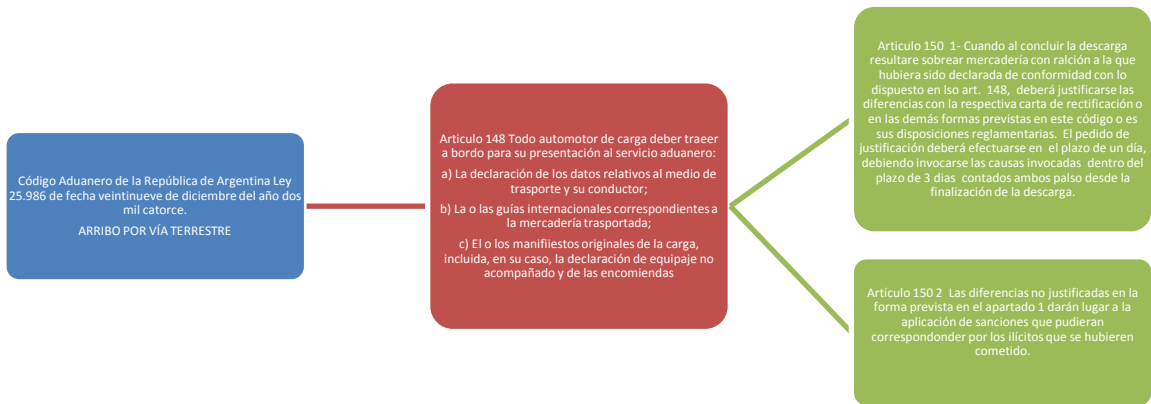 Código Aduanero de la República de Argentina Ley
25.986 de fecha veintinueve de diciembre del año dos
mil catorce.
ARRIBO POR VÍA TERRESTRE
Articulo 148 Todo automotor de carga deber traeer
a bordo para su presentación al servicio aduanero:
a) La declaración de los datos relativos al medio de
trasporte y su conductor;
b) La o las guías internacionales correspondientes a
la mercadería trasportada;
c) El o los manifiiestos originales de la carga,
incluida, en su caso, la declaración de equipaje no
acompañado y de las encomiendas
Articulo 150 1- Cuando al concluir la descarga
resultare sobrear mercadería con ralción a la que
hubiera sido declarada de conformidad con lo
dispuesto en lso art. 148, deberá justificarse las
diferencias con la respectiva carta de rectificación o
en las demás formas previstas en este código o es
sus disposiciones reglamentarias. El pedido de
justificación deberá efectuarse en el plazo de un día,
debiendo invocarse las causas invocadas dentro del
plazo de 3 dias contados ambos palso desde la
finalización de la descarga.
Artículo 150 2 Las diferencias no justificadas en la
forma prevista en el apartado 1 darán lugar a la
aplicación de sanciones que pudieran
correspondonder por los ilícitos que se hubieren
cometido.